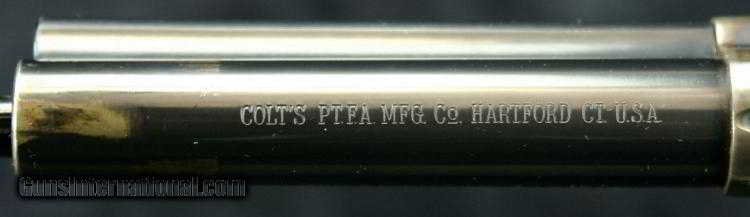 COLT'S PT.F.A. MFG. Co. HARTFORD CT. U.S.A.
GunsInternational.com